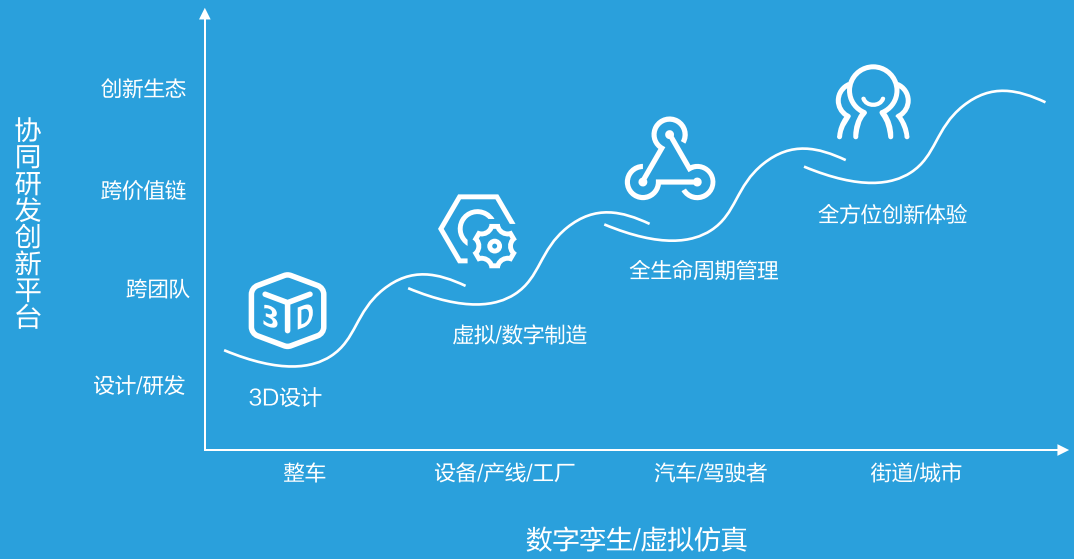 协同研发创新平台
创新生态
跨价值链
跨团队
设计/研发
3D
3D设计
虚拟/数字制造
全生命周期管理
全方位创新体验
整车
设备/产线/工厂
汽车/驾驶者
街道/城市
数字孪生/虚拟仿真